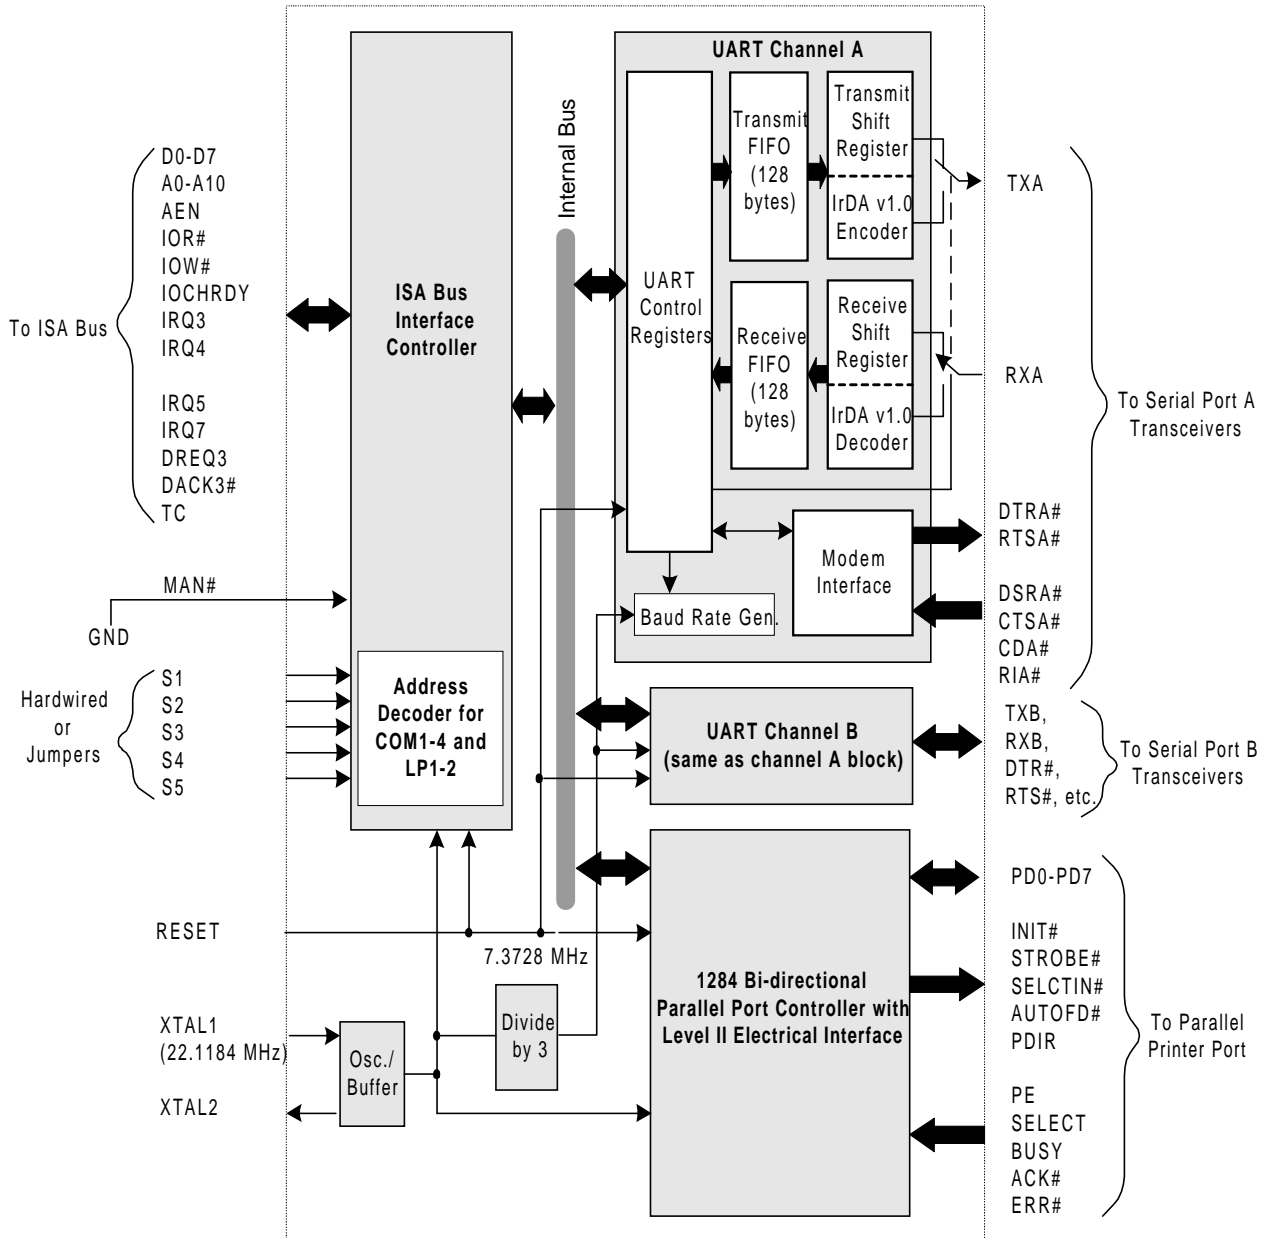 To ISA Bus
D0-D7
A0-A10
AEN
IOR#
IOW#
IOCHRDY
IRQ3
IRQ4
IRQ5
IRQ7
DREQ3
DACK3#
TC
MAN#
GND
Hardwired
or
Jumpers
S1
S2
S3
S4
S5
RESET
XTAL1
(22.1184 MHz)
XTAL2
ISA Bus
Interface
Controller
Address
Decoder for
COM1-4 and
LP1-2
Osc./
Buffer
Divide
by 3
7.3728 MHz
Internal Bus
UART Channel A
UART
Control
Registers
Transmit
FIFO
(128
bytes)
Transmit
Shift
Register
IrDA v1.0
Encoder
Receive
FIFO
(128
bytes)
Receive
Shift
Register
IrDA v1.0
Decoder
Modem
Interface
Baud Rate Gen.
UART Channel B
(same as channel A block)
1284 Bi-directional
Parallel Port Controller with
Level II Electrical Interface
TXA
RXA
DTRA#
RTSA#
DSRA#
CTSA#
CDA#
RIA#
To Serial Port A
Transceivers
TXB,
RXB,
DTR#,
RTS#, etc.
To Serial Port B
Transceivers
PD0-PD7
INIT#
STROBE#
SELCTIN#
AUTOFD#
PDIR
PE
SELECT
BUSY
ACK#
ERR#
To Parallel
Printer Port